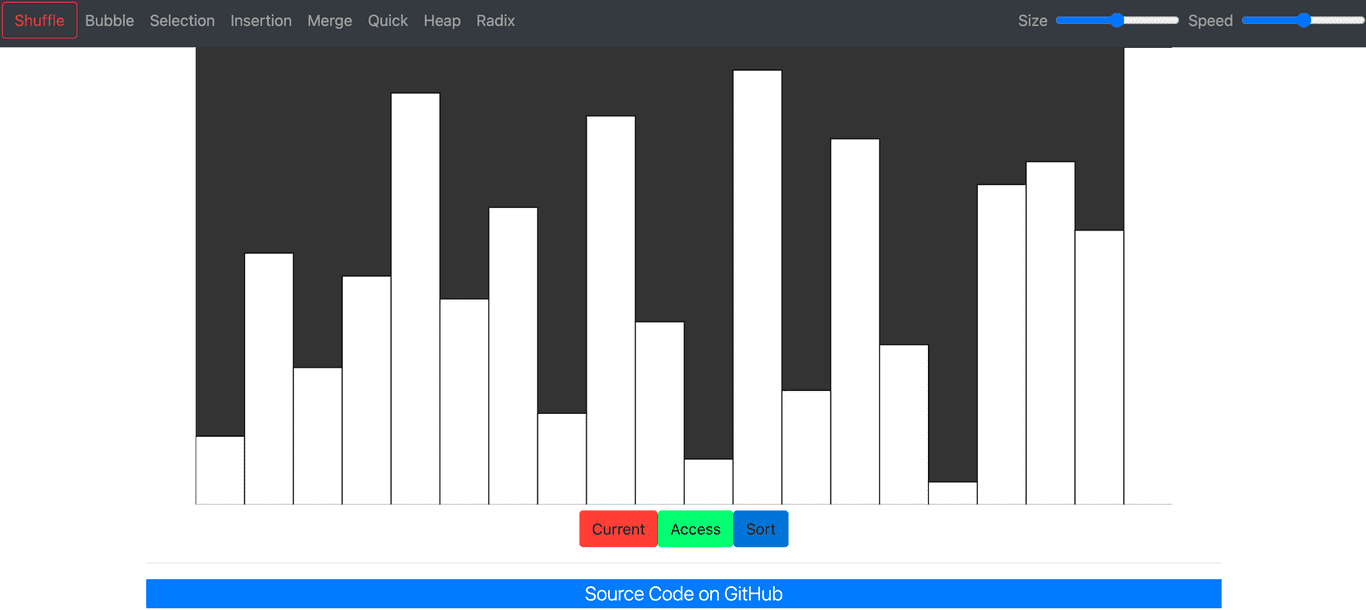 Shuffle Bubble Selection Insertion Merge Quick Heap Radix Size Speed
Current Access Sort
Source Code on GitHub